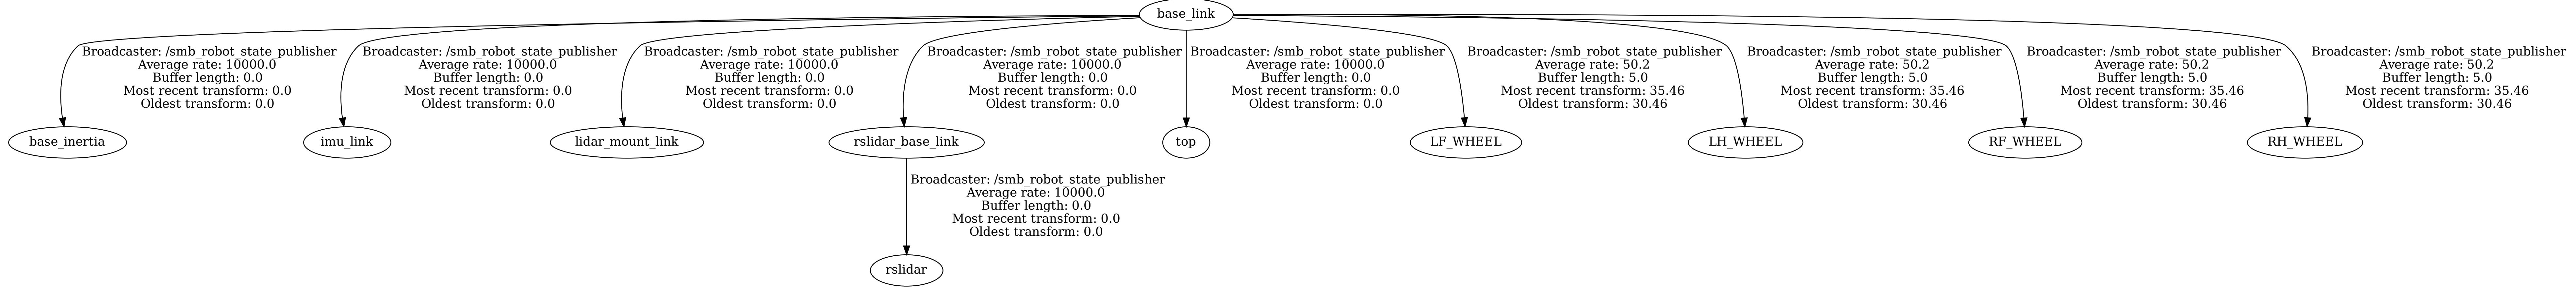 base_link
Broadcaster: /smb_robot_state_publisher
Average rate: 10000.0
Buffer length: 0.0
Most recent transform: 0.0
Oldest transform: 0.0
Broadcaster: /smb_robot_state_publisher
Average rate: 10000.0
Buffer length: 0.0
Most recent transform: 0.0
Oldest transform: 0.0
Broadcaster: /smb_robot_state_publisher
Average rate: 10000.0
Buffer length: 0.0
Most recent transform: 0.0
Oldest transform: 0.0
Broadcaster: /smb_robot_state_publisher
Average rate: 10000.0
Buffer length: 0.0
Most recent transform: 0.0
Oldest transform: 0.0
Broadcaster: /smb_robot_state_publisher
Average rate: 10000.0
Buffer length: 0.0
Most recent transform: 0.0
Oldest transform: 0.0
Broadcaster: /smb_robot_state_publisher
Average rate: 50.2
Buffer length: 5.0
Most recent transform: 35.46
Oldest transform: 30.46
Broadcaster: /smb_robot_state_publisher
Average rate: 50.2
Buffer length: 5.0
Most recent transform: 35.46
Oldest transform: 30.46
Broadcaster: /smb_robot_state_publisher
Average rate: 50.2
Buffer length: 5.0
Most recent transform: 35.46
Oldest transform: 30.46
Broadcaster: /smb_robot_state_publisher
Average rate: 50.2
Buffer length: 5.0
Most recent transform: 35.46
Oldest transform: 30.46
base_inertia
imu_link
lidar_mount_link
rslidar_base_link
top
LF_WHEEL
LH_WHEEL
RF_WHEEL
RH_WHEEL
Broadcaster: /smb_robot_state_publisher
Average rate: 10000.0
Buffer length: 0.0
Most recent transform: 0.0
Oldest transform: 0.0
rslidar